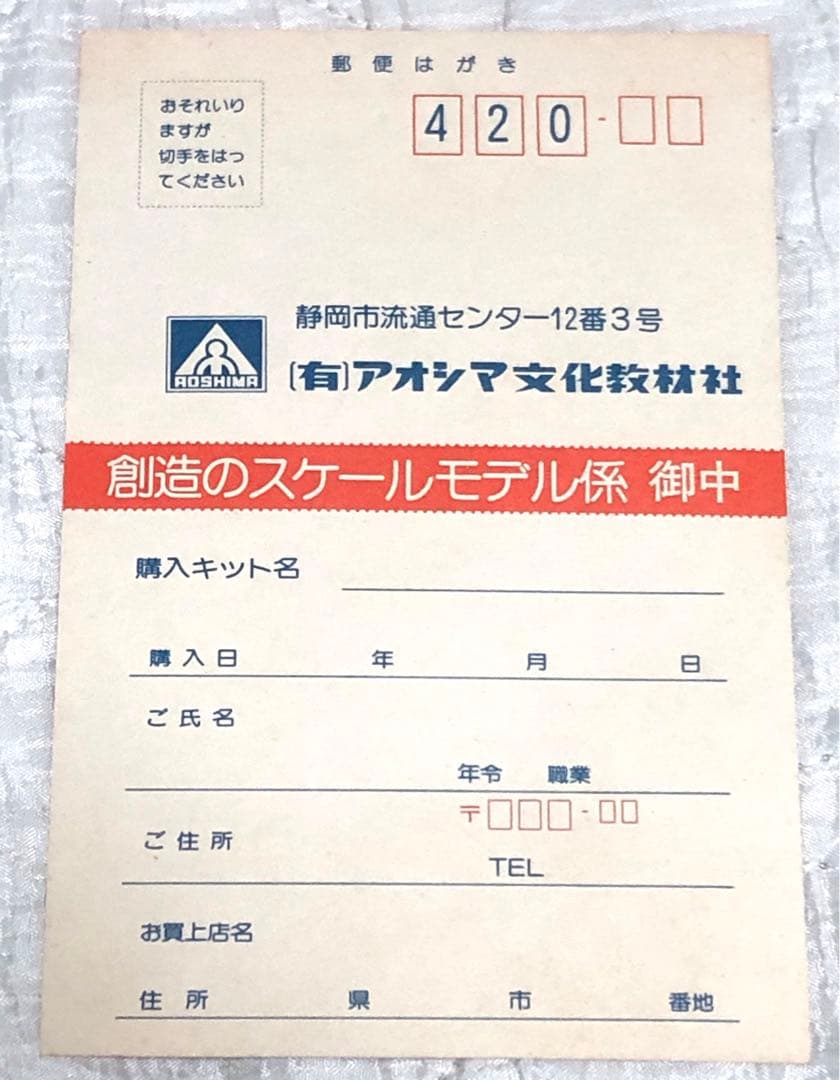 郵便はがき
おそれいり
ますが
切手をはっ
てください
420-
静岡市流通センター12番3号
AOSHIMA
(有)アオシマ文化教材社
創造のスケールモデル係 御中
購入キット名
購入日 年 月 日
ご氏名
年令 職業
〒 -
ご住所
TEL
お買上店名
住所 県 市 番地